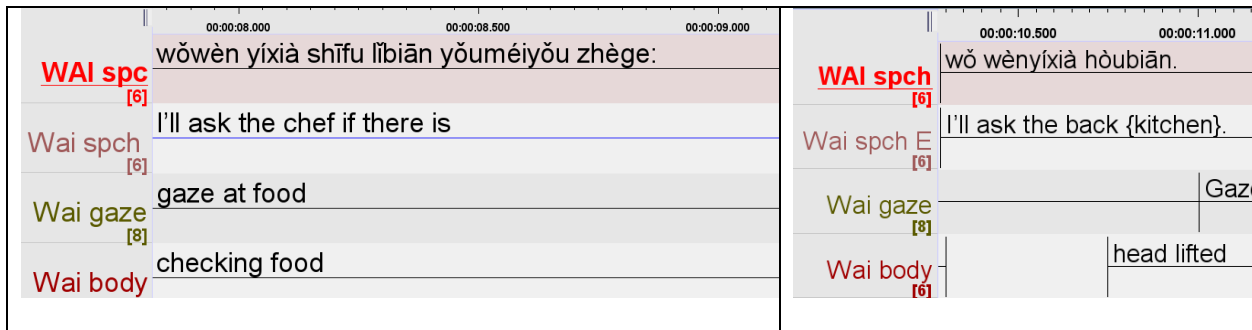 00:00:08.000 00:00:08.500 00:00:09.000
WAI spc wǒwèn yíxià shīfu lǐbiān yǒuméiyǒu zhège:
[6]
Wai spch I'll ask the chef if there is
[6]
Wai gaze gaze at food
[8]
Wai body checking food
00:00:10.500 00:00:11.000
WAI spch wǒ wènyíxià hòubiān.
[6]
Wai spch E I'll ask the back {kitchen}.
[6]
Wai gaze Gaze
[8]
Wai body head lifted
[6]